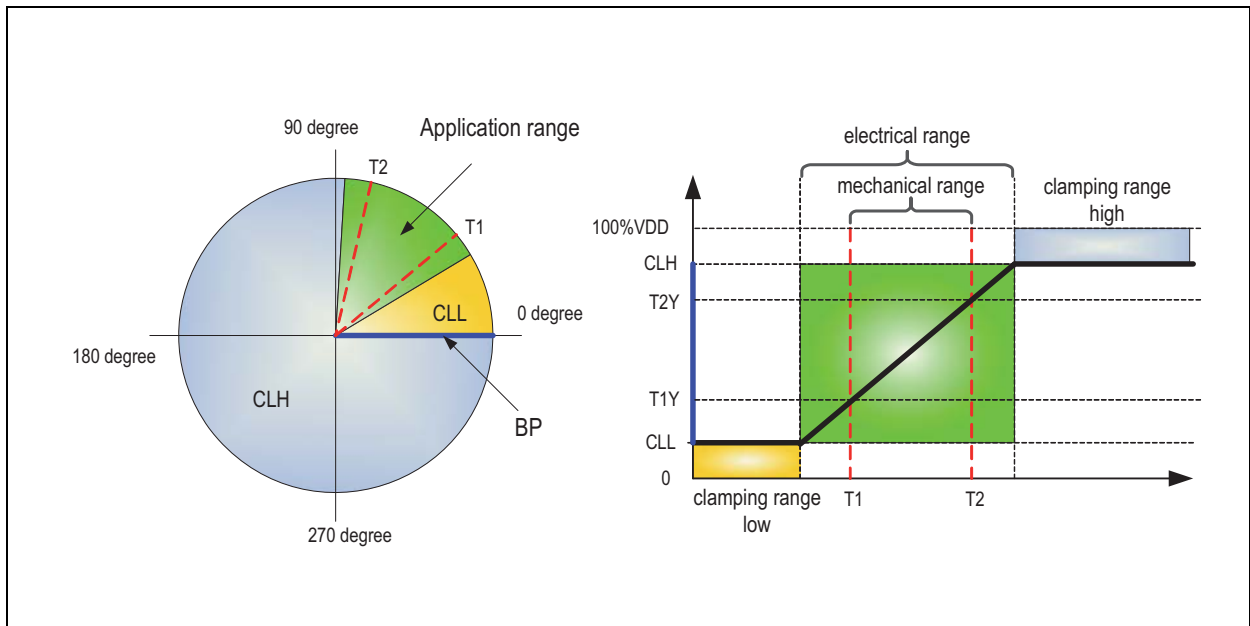 90 degree
Application range
T2
T1
CLL
0 degree
180 degree
CLH
BP
270 degree
electrical range
mechanical range
clamping range
high
100%VDD
CLH
T2Y
T1Y
CLL
0
clamping range
low
T1
T2